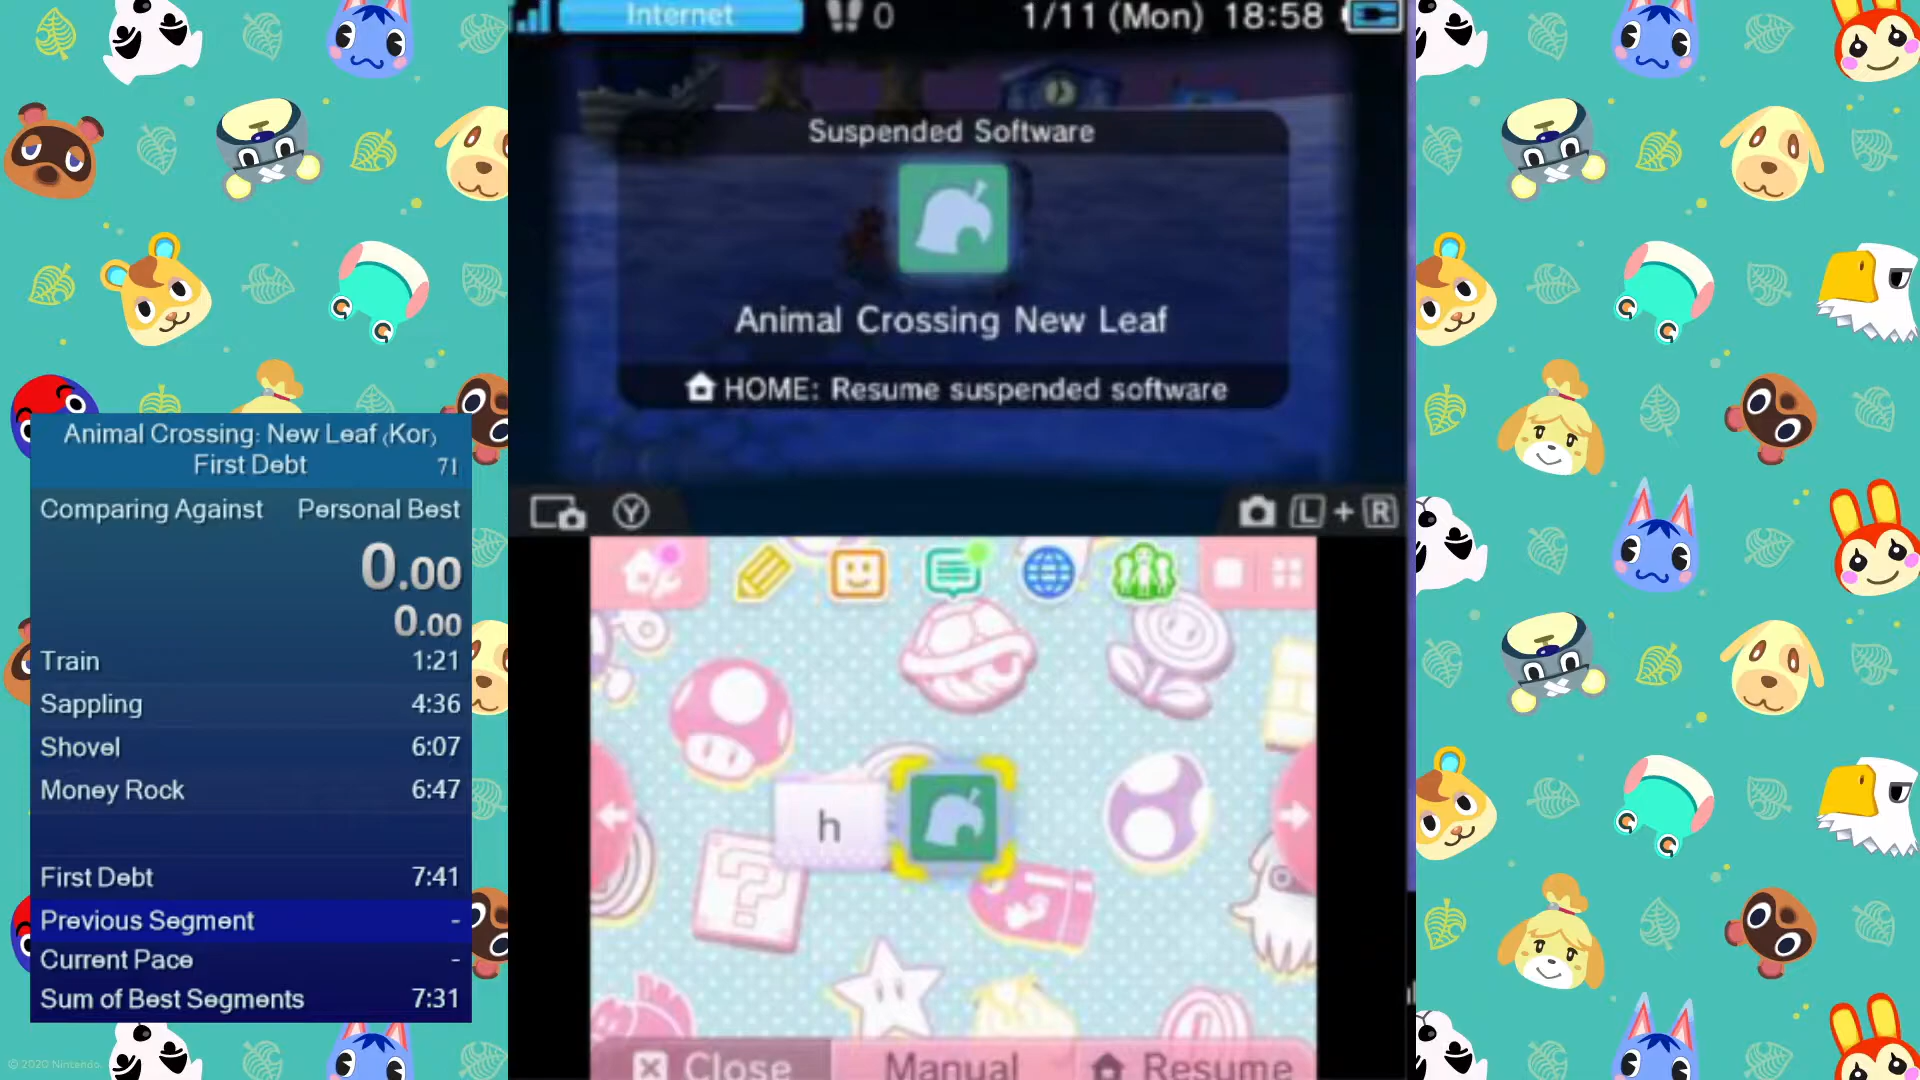 Internet 0 1/11 (Mon) 18:58
Suspended Software
Animal Crossing New Leaf
HOME: Resume suspended software
Y L + R
Animal Crossing: New Leaf (Kor)
First Debt 71
Comparing Against Personal Best
0.00
0.00
Train 1:21
Sappling 4:36
Shovel 6:07
Money Rock 6:47
First Debt 7:41
Previous Segment -
Current Pace -
Sum of Best Segments 7:31
h
Close Manual Resume
© 2020 Nintendo